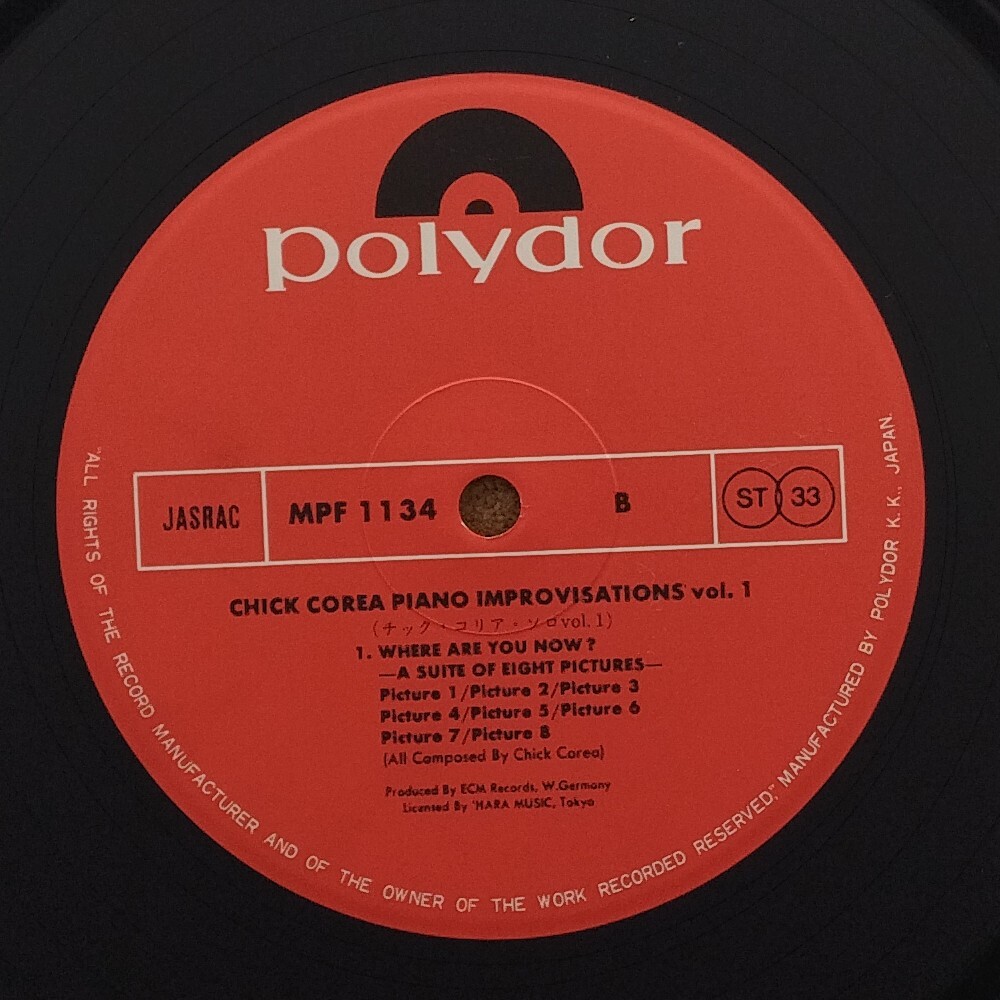 polydor
JASRAC
MPF 1134
B
ST 33
CHICK COREA PIANO IMPROVISATIONS vol. 1
(チック・コリア・ソロvol.1)
1. WHERE ARE YOU NOW?
—A SUITE OF EIGHT PICTURES—
Picture 1/Picture 2/Picture 3
Picture 4/Picture 5/Picture 6
Picture 7/Picture 8
(All Composed By Chick Corea)
Produced By ECM Records, W.Germany
Licensed By 'HARA MUSIC, Tokyo
"ALL RIGHTS OF THE RECORD MANUFACTURER AND OF THE OWNER OF THE WORK RECORDED RESERVED," MANUFACTURED BY POLYDOR K. K., JAPAN.